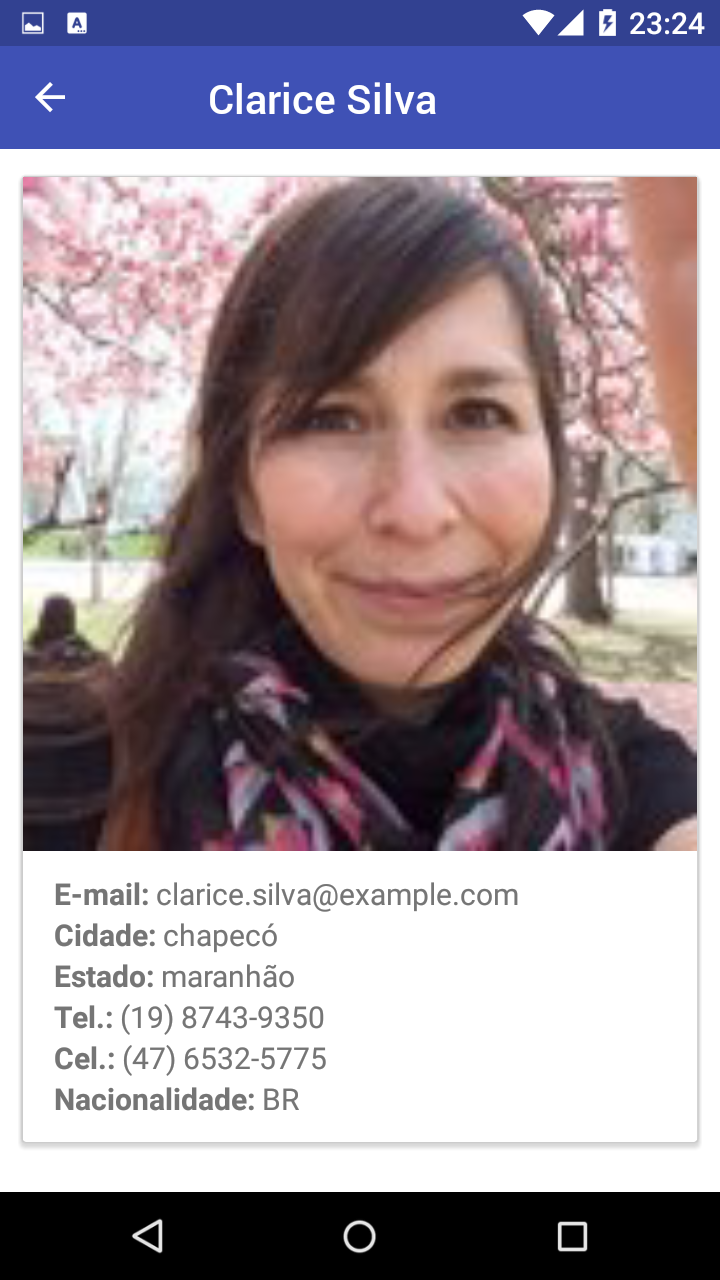 23:24
Clarice Silva
E-mail: clarice.silva@example.com
Cidade: chapecó
Estado: maranhão
Tel.: (19) 8743-9350
Cel.: (47) 6532-5775
Nacionalidade: BR